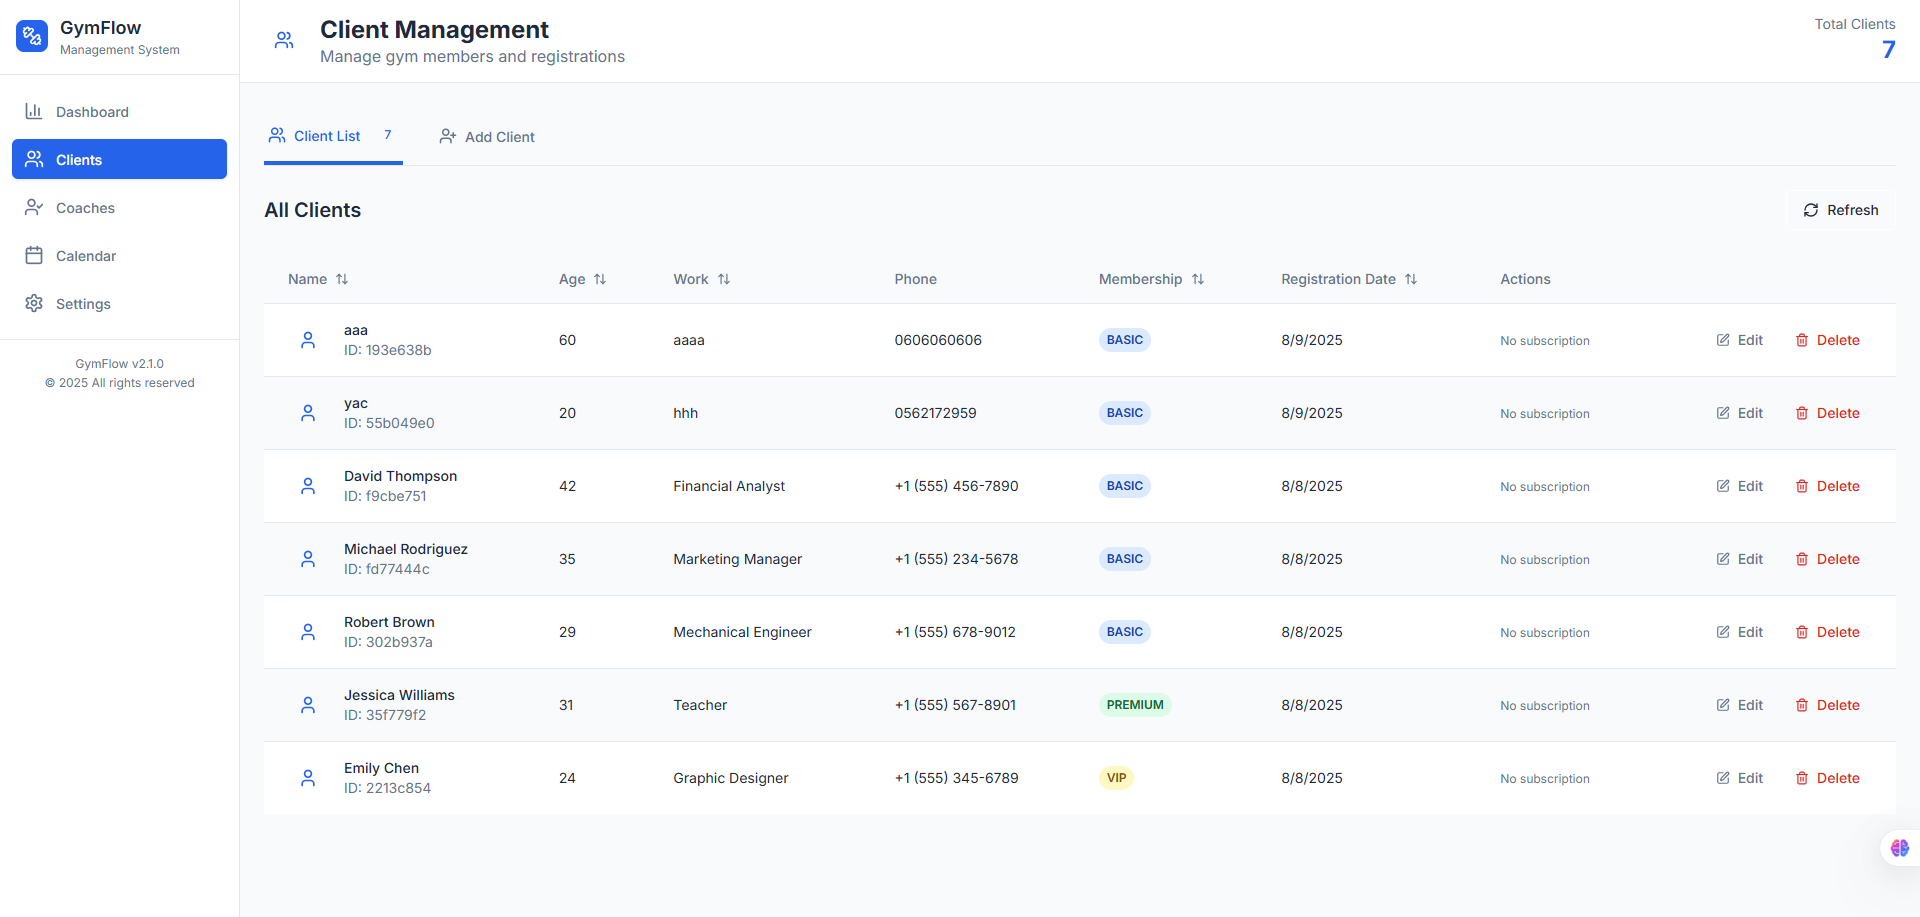 GymFlow
Management System
Dashboard
Clients
Coaches
Calendar
Settings
GymFlow v2.1.0
© 2025 All rights reserved
Client Management
Manage gym members and registrations
Total Clients
7
Client List 7 Add Client
All Clients
Refresh
Name Age Work Phone Membership Registration Date Actions
aaa
ID: 193e638b
60 aaaa 0606060606 BASIC 8/9/2025 No subscription Edit Delete
yac
ID: 55b049e0
20 hhh 0562172959 BASIC 8/9/2025 No subscription Edit Delete
David Thompson
ID: f9cbe751
42 Financial Analyst +1 (555) 456-7890 BASIC 8/8/2025 No subscription Edit Delete
Michael Rodriguez
ID: fd77444c
35 Marketing Manager +1 (555) 234-5678 BASIC 8/8/2025 No subscription Edit Delete
Robert Brown
ID: 302b937a
29 Mechanical Engineer +1 (555) 678-9012 BASIC 8/8/2025 No subscription Edit Delete
Jessica Williams
ID: 35f779f2
31 Teacher +1 (555) 567-8901 PREMIUM 8/8/2025 No subscription Edit Delete
Emily Chen
ID: 2213c854
24 Graphic Designer +1 (555) 345-6789 VIP 8/8/2025 No subscription Edit Delete